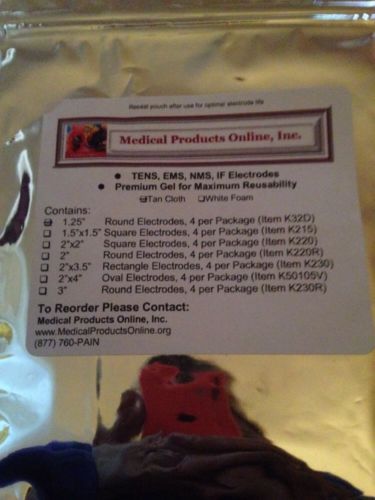 Reseal pouch after use for optimal electrode life
Medical Products Online, Inc.
● TENS, EMS, NMS, IF Electrodes
● Premium Gel for Maximum Reusability
☒Tan Cloth ☐White Foam
Contains:
☒ 1.25" Round Electrodes, 4 per Package (Item K32D)
☐ 1.5"x1.5" Square Electrodes, 4 per Package (Item K215)
☐ 2"x2" Square Electrodes, 4 per Package (Item K220)
☐ 2" Round Electrodes, 4 per Package (Item K220R)
☐ 2"x3.5" Rectangle Electrodes, 4 per Package (Item K230)
☐ 2"x4" Oval Electrodes, 4 per Package (Item K50105V)
☐ 3" Round Electrodes, 4 per Package (Item K230R)
To Reorder Please Contact:
Medical Products Online, Inc.
www.MedicalProductsOnline.org
(877) 760-PAIN